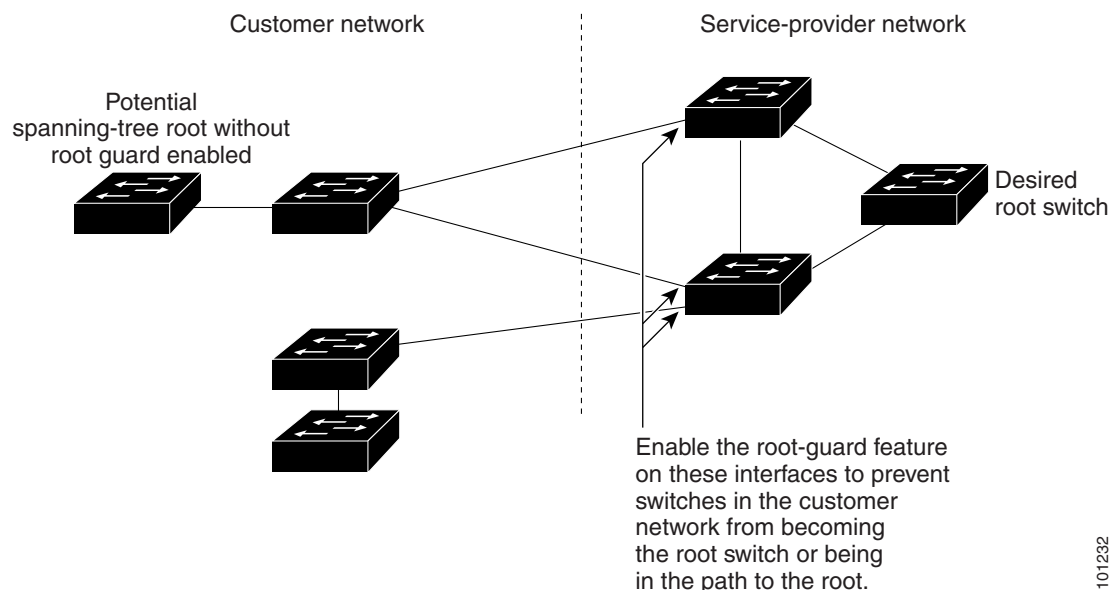 Customer network
Service-provider network
Potential
spanning-tree root without
root guard enabled
Desired
root switch
Enable the root-guard feature
on these interfaces to prevent
switches in the customer
network from becoming
the root switch or being
in the path to the root.
101232